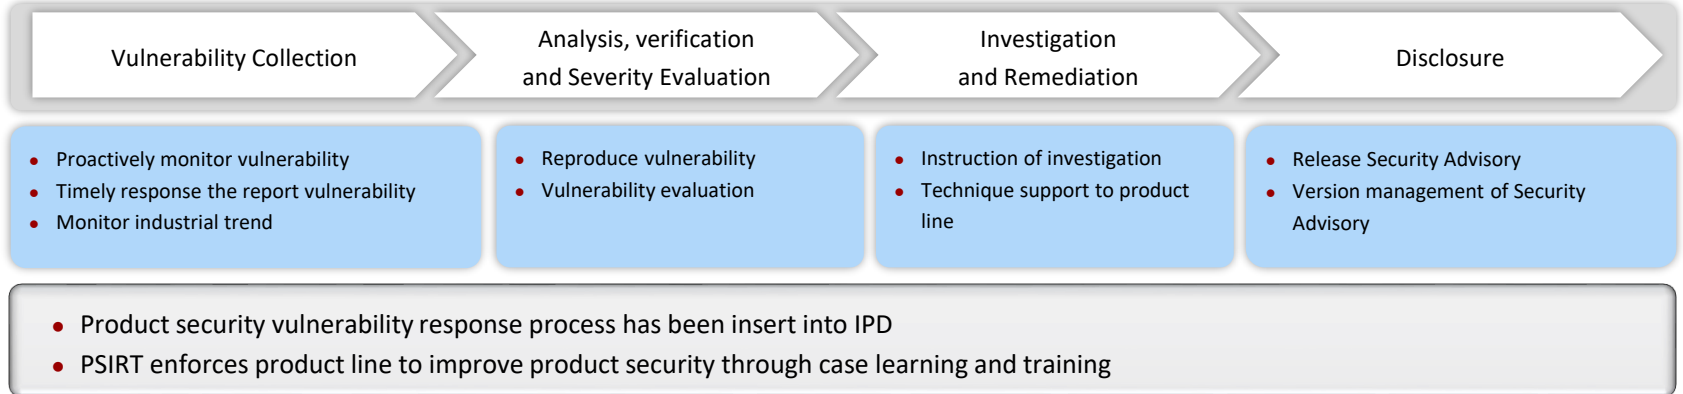 Vulnerability Collection
Analysis, verification
and Severity Evaluation
Investigation
and Remediation
Disclosure
• Proactively monitor vulnerability
• Timely response the report vulnerability
• Monitor industrial trend
• Reproduce vulnerability
• Vulnerability evaluation
• Instruction of investigation
• Technique support to product
line
• Release Security Advisory
• Version management of Security
Advisory
• Product security vulnerability response process has been insert into IPD
• PSIRT enforces product line to improve product security through case learning and training